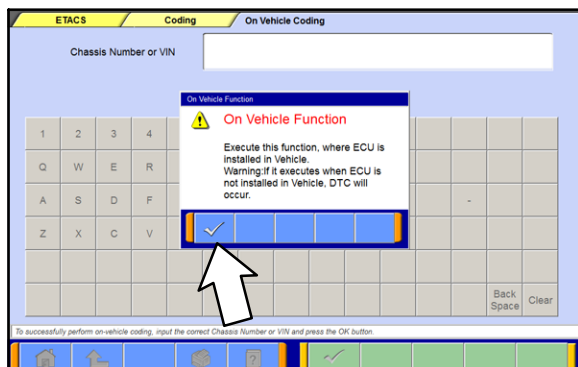 ETACS Coding On Vehicle Coding
Chassis Number or VIN
On Vehicle Function
On Vehicle Function
Execute this function, where ECU is
installed in Vehicle.
Warning:If it executes when ECU is
not installed in Vehicle, DTC will
occur.
1 2 3 4
Q W E R
A S D F -
Z X C V
Back
Space Clear
To successfully perform on-vehicle coding, input the correct Chassis Number or VIN and press the OK button.
?